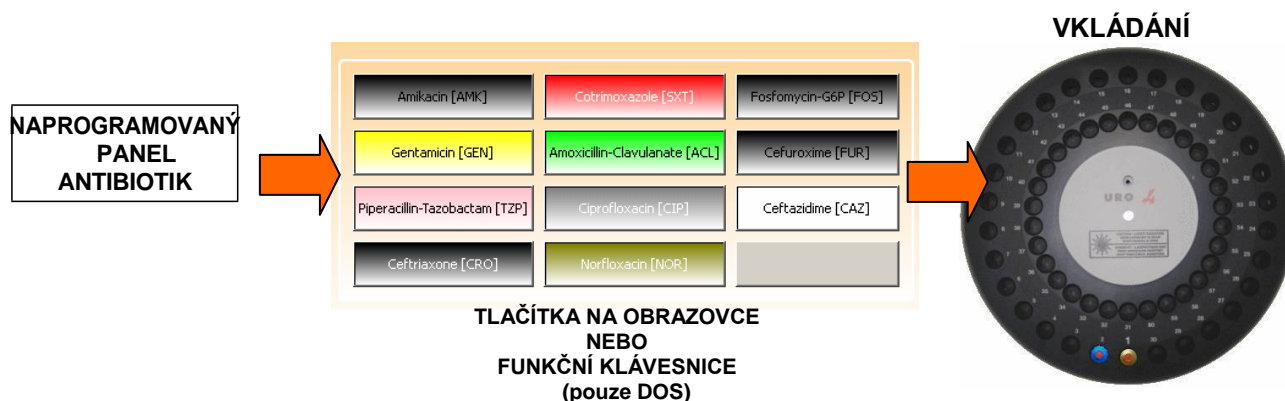 VKLÁDÁNÍ
NAPROGRAMOVANÝ
PANEL
ANTIBIOTIK
Amikacin [AMK]
Cotrimoxazole [SXT]
Fosfomycin-G6P [FOS]
Gentamicin [GEN]
Amoxicillin-Clavulanate [ACL]
Cefuroxime [FUR]
Piperacillin-Tazobactam [TZP]
Ciprofloxacin [CIP]
Ceftazidime [CAZ]
Ceftriaxone [CRO]
Norfloxacin [NOR]
URO 4
TLAČÍTKA NA OBRAZOVCE
NEBO
FUNKČNÍ KLÁVESNICE
(pouze DOS)